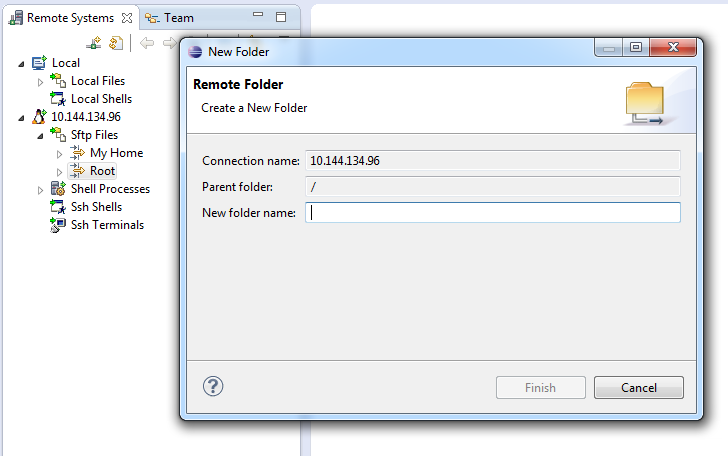 Remote Systems
Team
Local
Local Files
Local Shells
10.144.134.96
Sftp Files
My Home
Root
Shell Processes
Ssh Shells
Ssh Terminals
New Folder
Remote Folder
Create a New Folder
Connection name: 10.144.134.96
Parent folder: /
New folder name:
?
Finish
Cancel